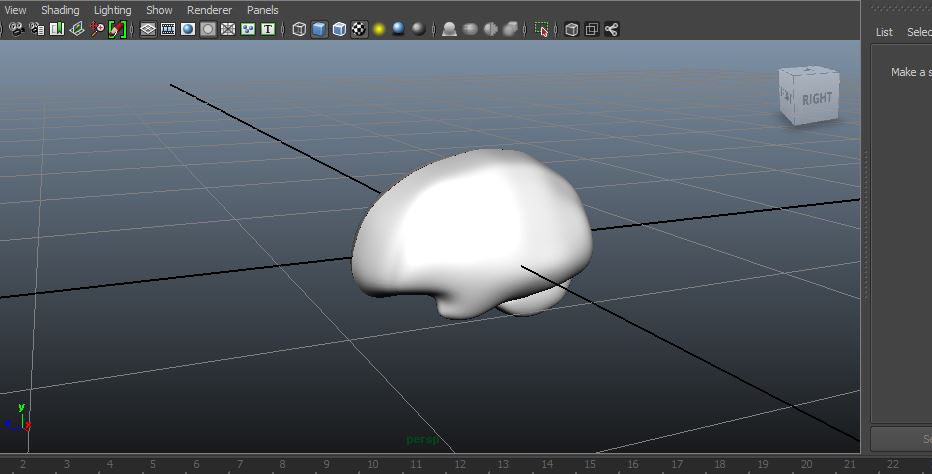 View Shading Lighting Show Renderer Panels
List Selec
Make a s
RIGHT
y
persp
2 3 4 5 6 7 8 9 10 11 12 13 14 15 16 17 18 19 20 21 22